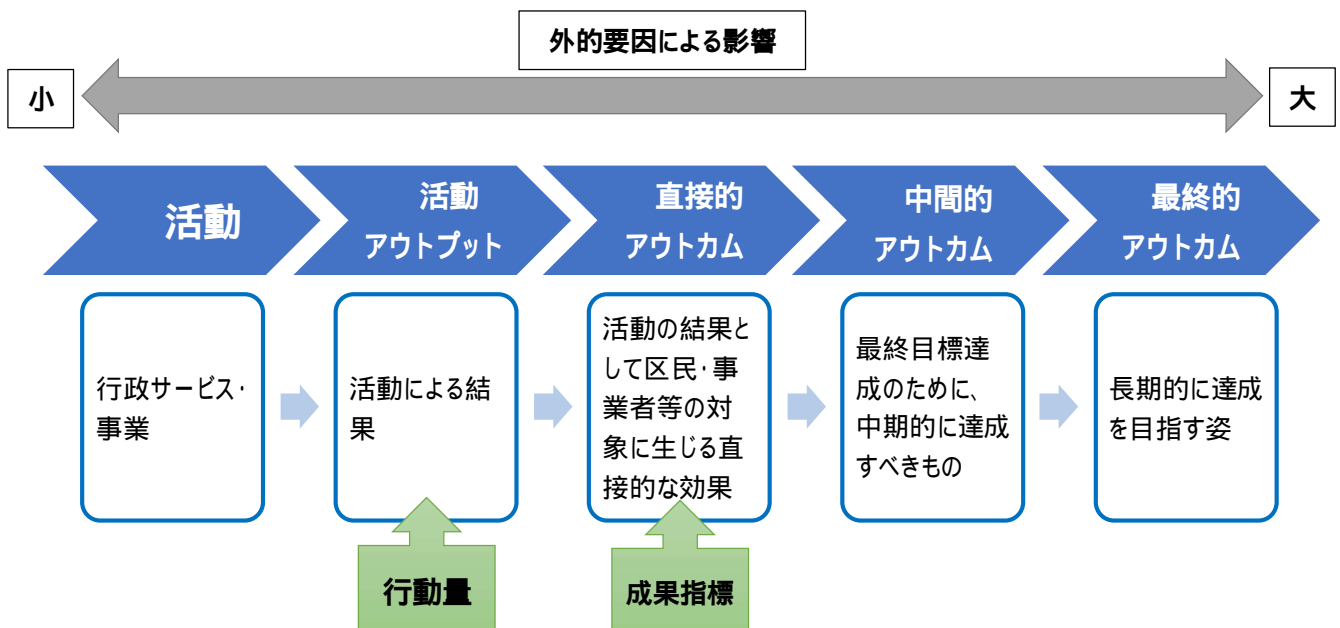 外的要因による影響
小
大
活動
活動
アウトプット
直接的
アウトカム
中間的
アウトカム
最終的
アウトカム
行政サービス・
事業
活動による結
果
活動の結果と
して区民・事
業者等の対
象に生じる直
接的な効果
最終目標達
成のために、
中期的に達成
すべきもの
長期的に達成
を目指す姿
行動量
成果指標